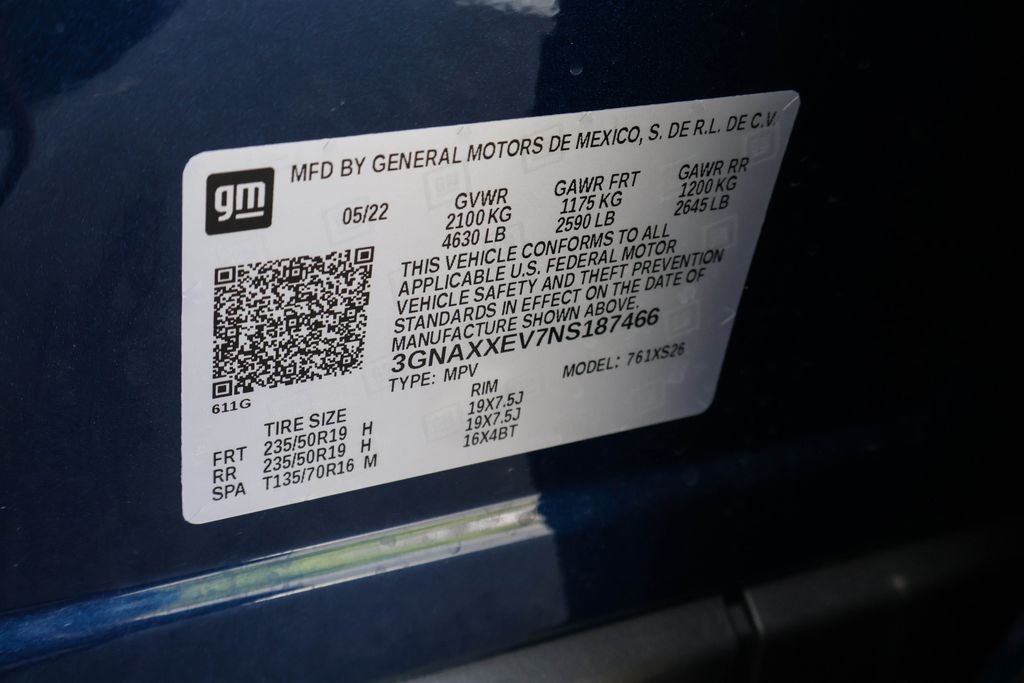 MFD BY GENERAL MOTORS DE MEXICO, S. DE R.L. DE C.V.
gm
05/22
GVWR
2100 KG
4630 LB
GAWR FRT
1175 KG
2590 LB
GAWR RR
1200 KG
2645 LB
THIS VEHICLE CONFORMS TO ALL
APPLICABLE U.S. FEDERAL MOTOR
VEHICLE SAFETY AND THEFT PREVENTION
STANDARDS IN EFFECT ON THE DATE OF
MANUFACTURE SHOWN ABOVE.
3GNAXXEV7NS187466
TYPE: MPV MODEL: 761XS26
611G
TIRE SIZE RIM
FRT 235/50R19 H 19X7.5J
RR 235/50R19 H 19X7.5J
SPA T135/70R16 M 16X4BT